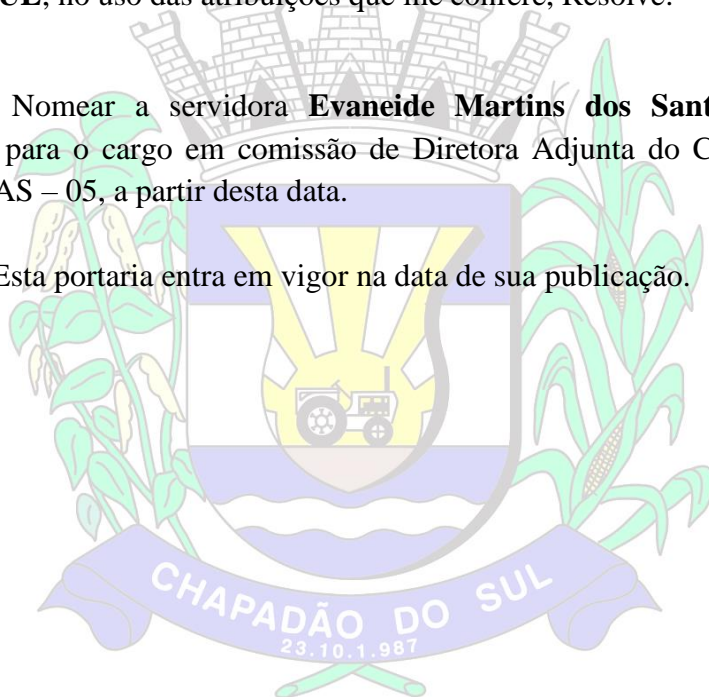 UL, no uso das atribuições que lhe confere, Resolve:
Nomear a servidora Evaneide Martins dos Sant
para o cargo em comissão de Diretora Adjunta do C
AS – 05, a partir desta data.
Esta portaria entra em vigor na data de sua publicação.
CHAPADÃO DO SUL
23.10.1.987